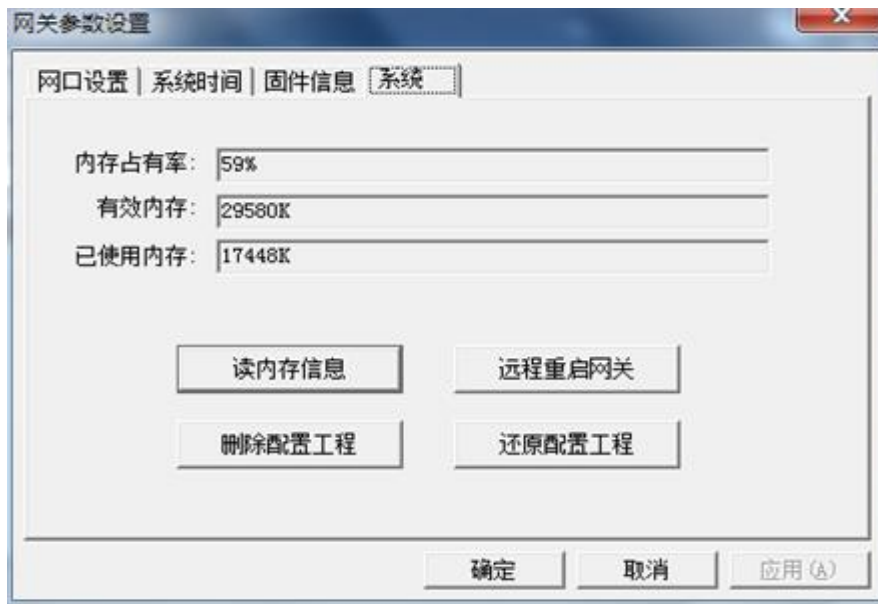 网关参数设置
网口设置 系统时间 固件信息 系统
内存占有率: 59%
有效内存: 29580K
已使用内存: 17448K
读内存信息 远程重启网关
删除配置工程 还原配置工程
确定 取消 应用(A)